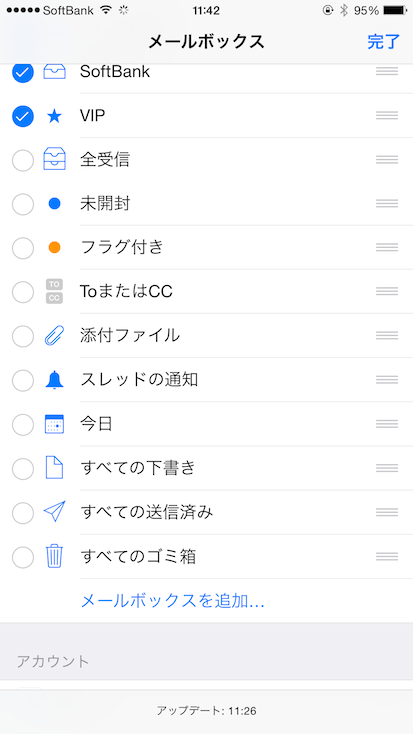 SoftBank 11:42 95%
メールボックス 完了
SoftBank
VIP
全受信
未開封
フラグ付き
TO
CC
ToまたはCC
添付ファイル
スレッドの通知
今日
すべての下書き
すべての送信済み
すべてのゴミ箱
メールボックスを追加...
アカウント
アップデート: 11:26